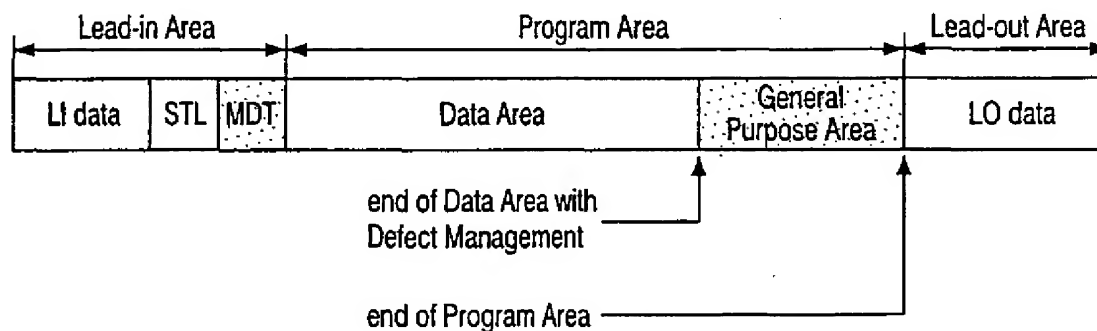 Lead-in Area
Program Area
Lead-out Area
LI data
STL
MDT
Data Area
General
Purpose Area
LO data
end of Data Area with
Defect Management
end of Program Area